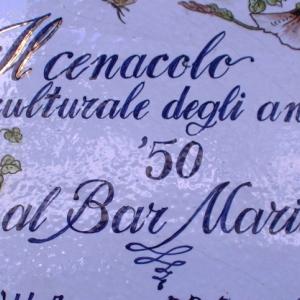 Il cenacolo
culturale degli an
'50
al Bar Mari